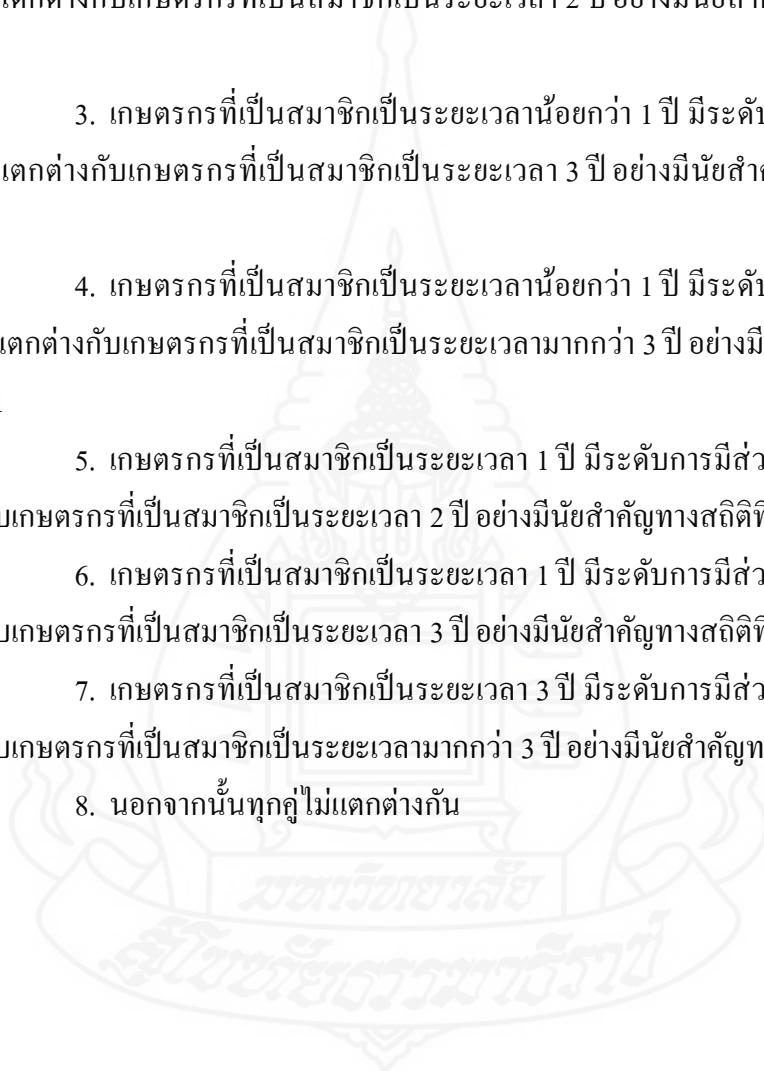 แตกต่างกับเกษตรกรที่เป็นสมาชิกเป็นระยะเวลา 2 ปี อย่างมีนัยสำ
3. เกษตรกรที่เป็นสมาชิกเป็นระยะเวลาน้อยกว่า 1 ปี มีระดับ
แตกต่างกับเกษตรกรที่เป็นสมาชิกเป็นระยะเวลา 3 ปี อย่างมีนัยสำ
4. เกษตรกรที่เป็นสมาชิกเป็นระยะเวลาน้อยกว่า 1 ปี มีระดับ
แตกต่างกับเกษตรกรที่เป็นสมาชิกเป็นระยะเวลามากกว่า 3 ปี อย่างมี
5. เกษตรกรที่เป็นสมาชิกเป็นระยะเวลา 1 ปี มีระดับการมีส่ว
บเกษตรกรที่เป็นสมาชิกเป็นระยะเวลา 2 ปี อย่างมีนัยสำคัญทางสถิติที
6. เกษตรกรที่เป็นสมาชิกเป็นระยะเวลา 1 ปี มีระดับการมีส่ว
บเกษตรกรที่เป็นสมาชิกเป็นระยะเวลา 3 ปี อย่างมีนัยสำคัญทางสถิติที
7. เกษตรกรที่เป็นสมาชิกเป็นระยะเวลา 3 ปี มีระดับการมีส่ว
บเกษตรกรที่เป็นสมาชิกเป็นระยะเวลามากกว่า 3 ปี อย่างมีนัยสำคัญท
8. นอกจากนั้นทุกคู่ไม่แตกต่างกัน
มหาวิทยาลัย
สุโขทัยธรรมาธิราช